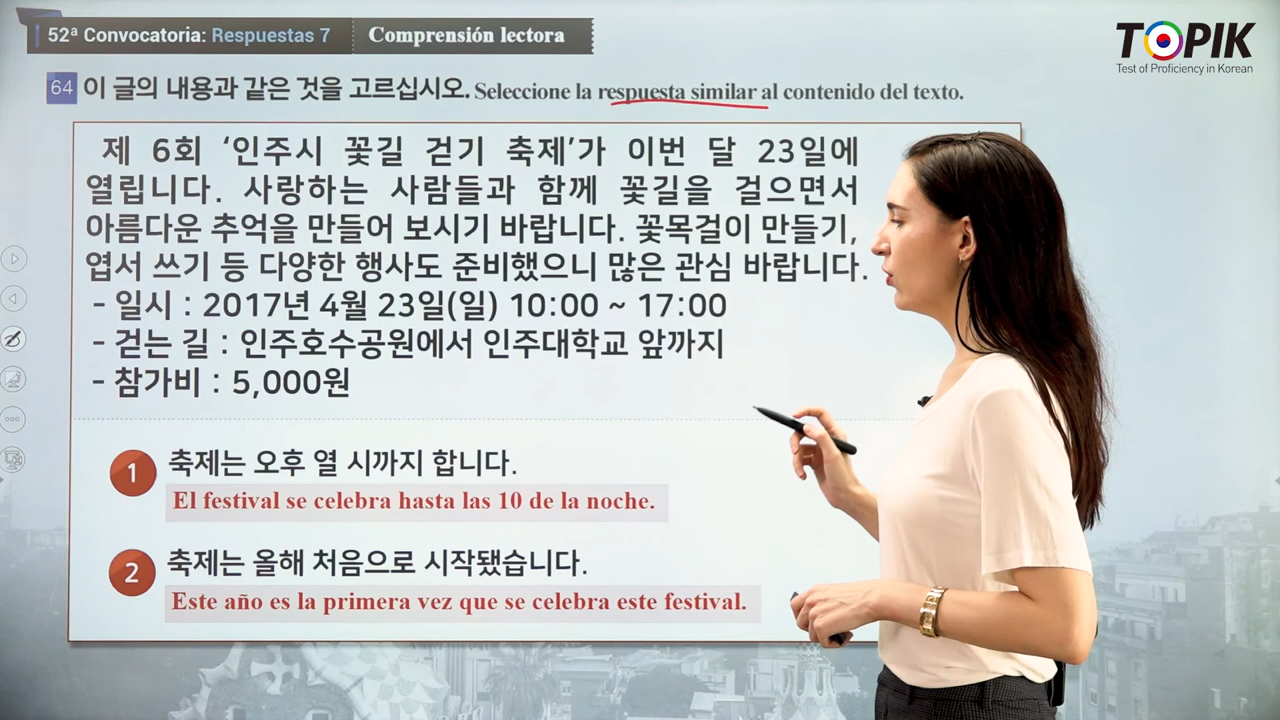 52ª Convocatoria: Respuestas 7
Comprensión lectora
TOPIK
Test of Proficiency in Korean
64 이 글의 내용과 같은 것을 고르십시오. Seleccione la respuesta similar al contenido del texto.
제 6회 ‘인주시 꽃길 걷기 축제’가 이번 달 23일에
열립니다. 사랑하는 사람들과 함께 꽃길을 걸으면서
아름다운 추억을 만들어 보시기 바랍니다. 꽃목걸이 만들기,
엽서 쓰기 등 다양한 행사도 준비했으니 많은 관심 바랍니다.
- 일시 : 2017년 4월 23일(일) 10:00 ~ 17:00
- 걷는 길 : 인주호수공원에서 인주대학교 앞까지
- 참가비 : 5,000원
1 축제는 오후 열 시까지 합니다.
El festival se celebra hasta las 10 de la noche.
2 축제는 올해 처음으로 시작됐습니다.
Este año es la primera vez que se celebra este festival.